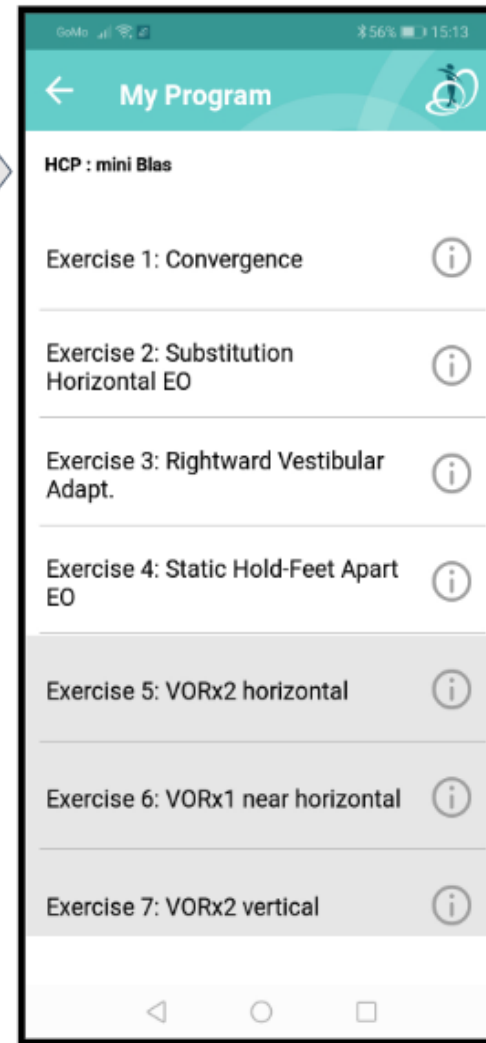 GoMo 56% 15:13
My Program
HCP : mini Blas
Exercise 1: Convergence
Exercise 2: Substitution
Horizontal EO
Exercise 3: Rightward Vestibular
Adapt.
Exercise 4: Static Hold-Feet Apart
EO
Exercise 5: VORx2 horizontal
Exercise 6: VORx1 near horizontal
Exercise 7: VORx2 vertical